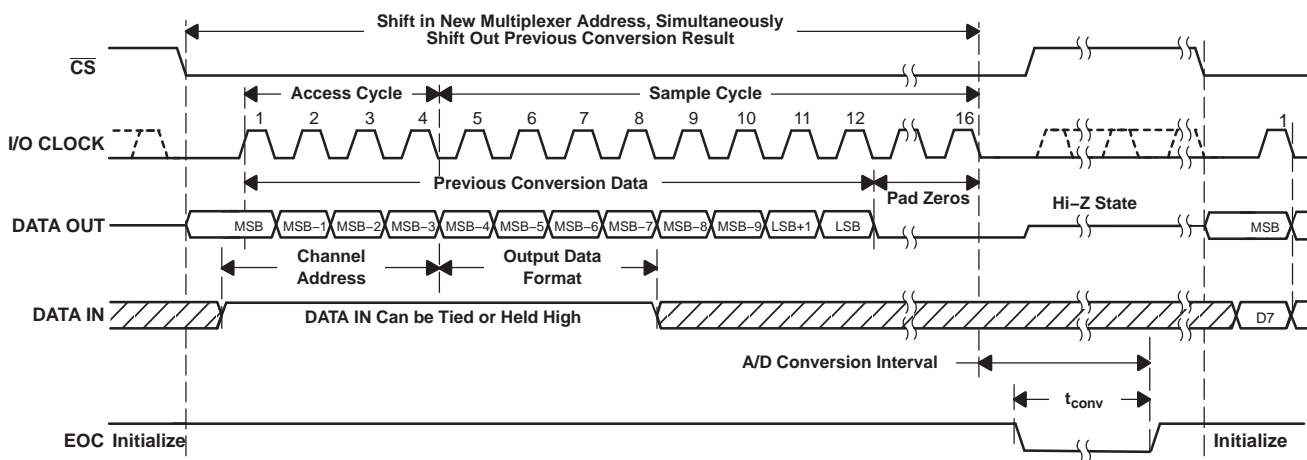 Shift in New Multiplexer Address, Simultaneously
Shift Out Previous Conversion Result
CS
Access Cycle
Sample Cycle
1 2 3 4 5 6 7 8 9 10 11 12 16 1
I/O CLOCK
Previous Conversion Data
Pad Zeros
Hi–Z State
DATA OUT
MSB MSB–1 MSB–2 MSB–3 MSB–4 MSB–5 MSB–6 MSB–7 MSB–8 MSB–9 LSB+1 LSB MSB
Channel
Address
Output Data
Format
DATA IN
DATA IN Can be Tied or Held High
D7
A/D Conversion Interval
tconv
EOC Initialize
Initialize